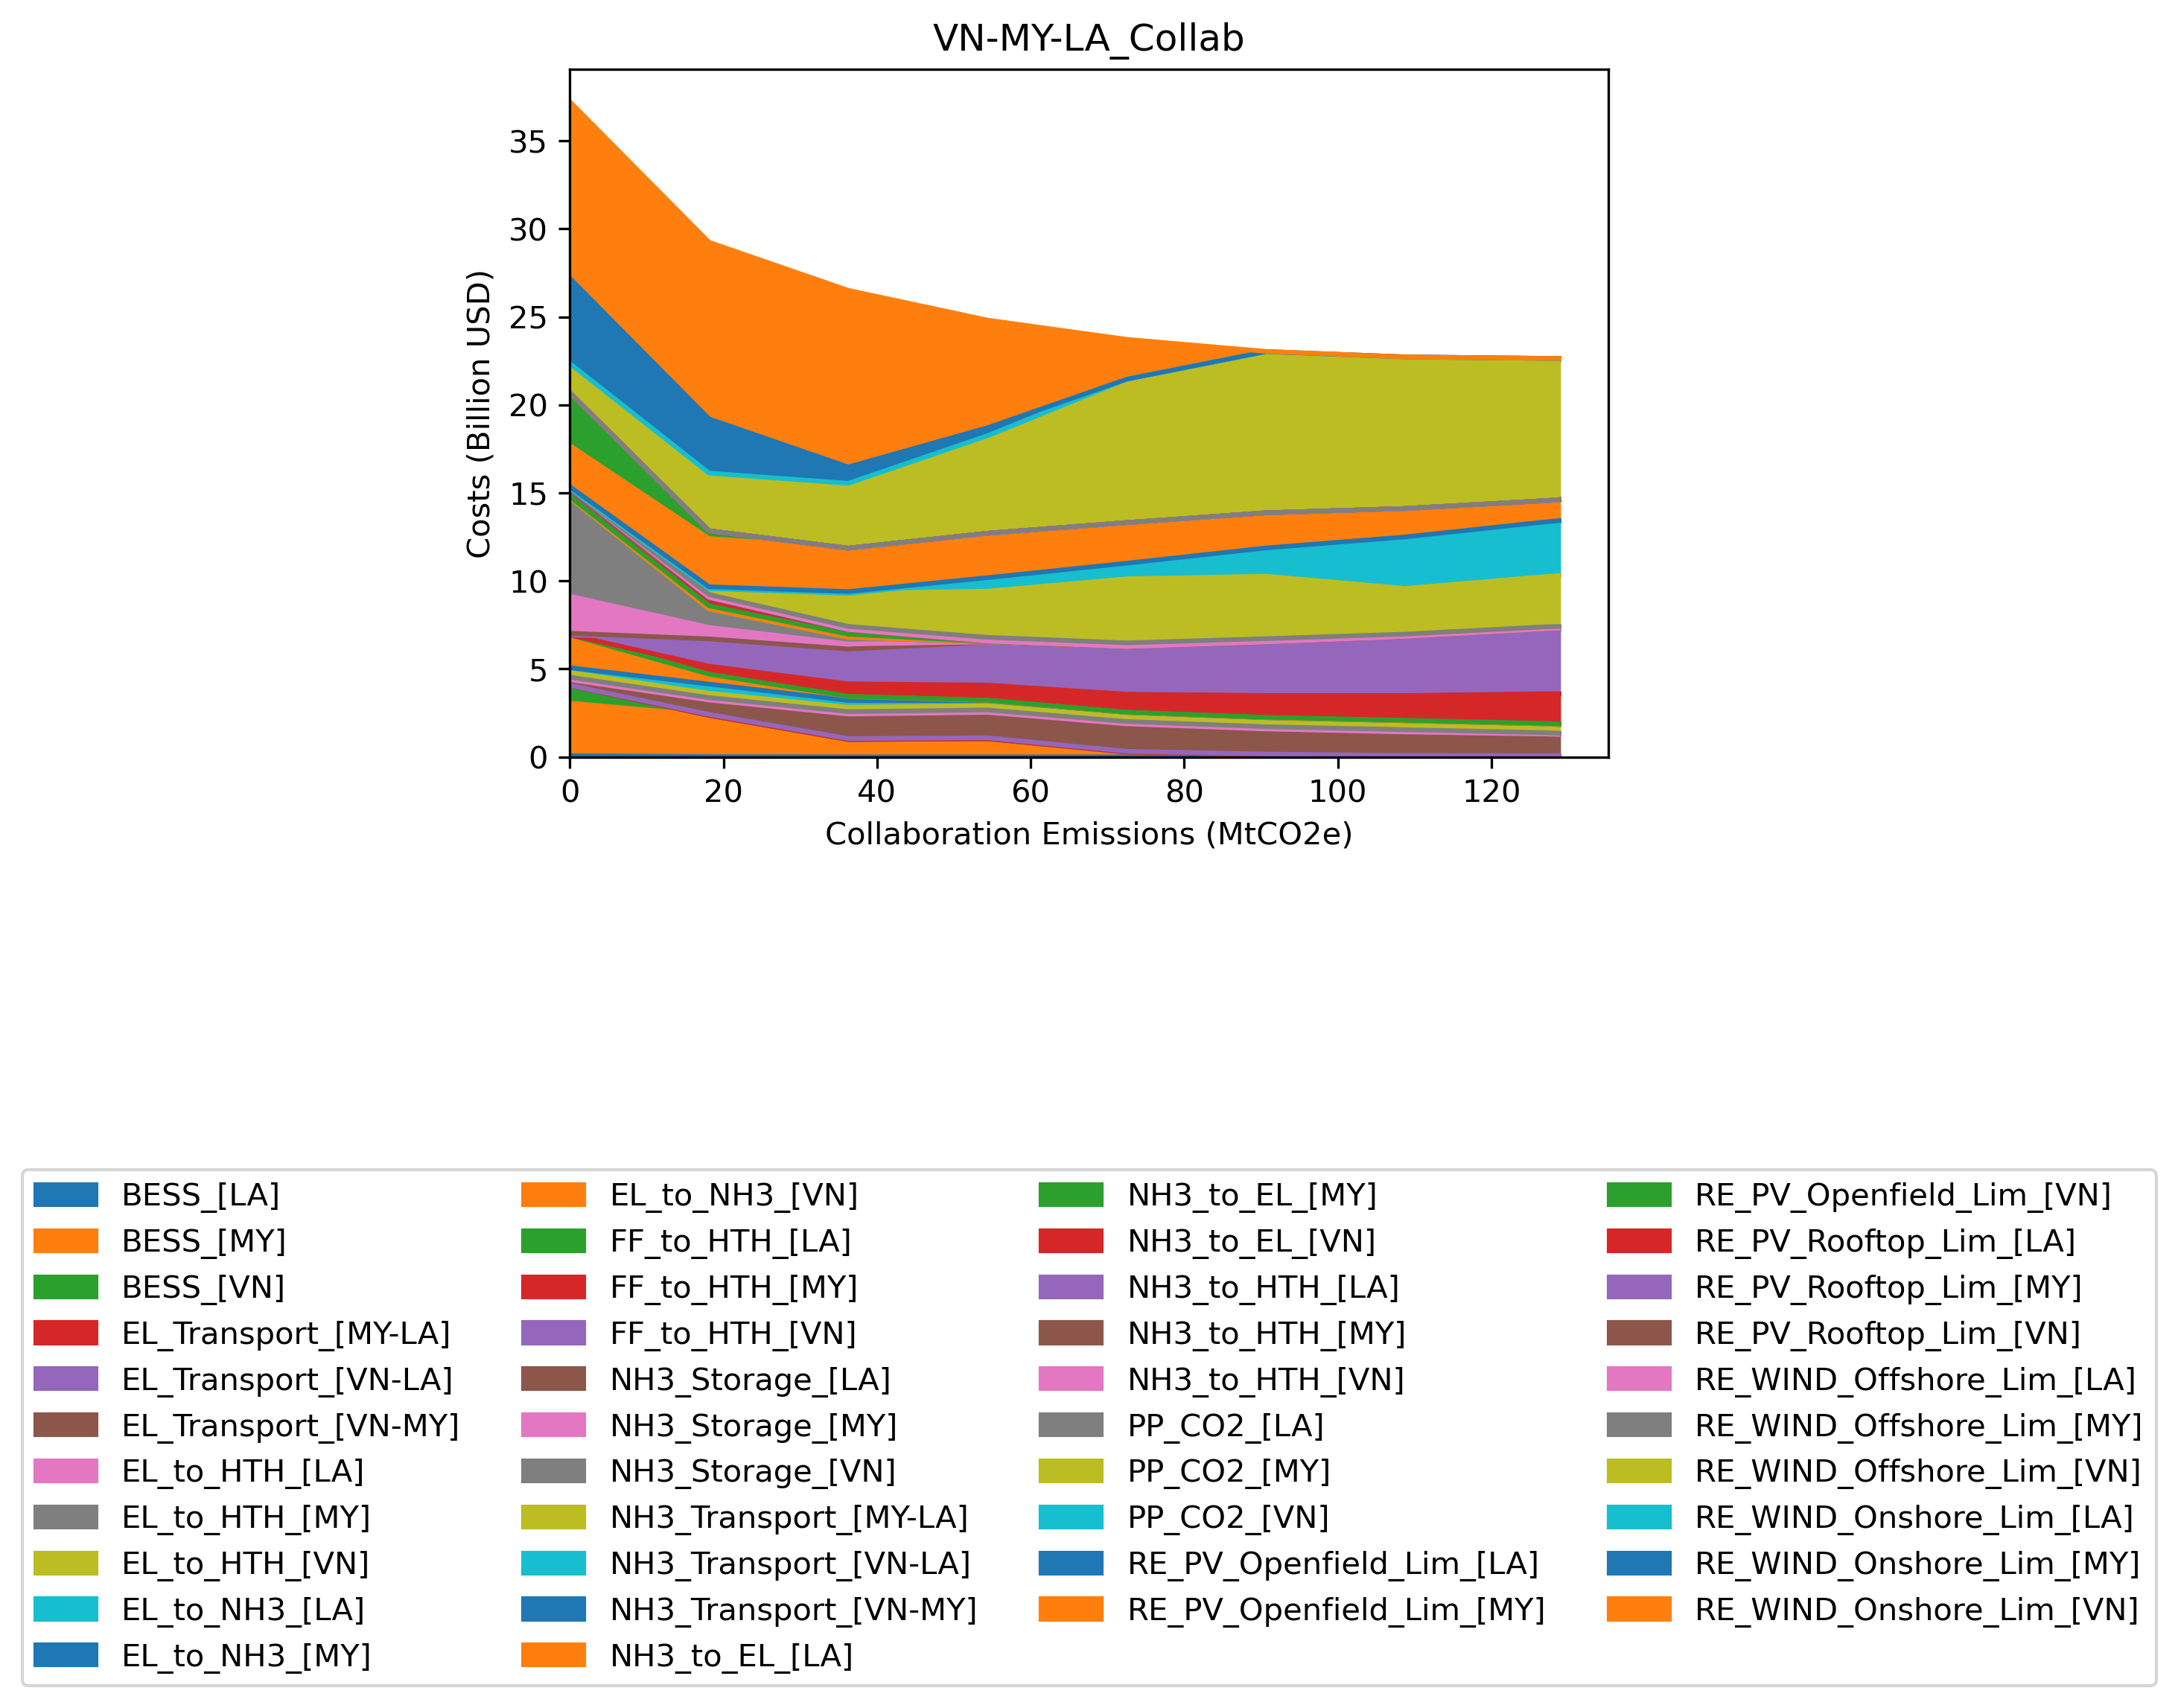 VN-MY-LA_Collab
Costs (Billion USD)
35
30
25
20
15
10
5
0
0 20 40 60 80 100 120
Collaboration Emissions (MtCO2e)
BESS_[LA]
BESS_[MY]
BESS_[VN]
EL_Transport_[MY-LA]
EL_Transport_[VN-LA]
EL_Transport_[VN-MY]
EL_to_HTH_[LA]
EL_to_HTH_[MY]
EL_to_HTH_[VN]
EL_to_NH3_[LA]
EL_to_NH3_[MY]
EL_to_NH3_[VN]
FF_to_HTH_[LA]
FF_to_HTH_[MY]
FF_to_HTH_[VN]
NH3_Storage_[LA]
NH3_Storage_[MY]
NH3_Storage_[VN]
NH3_Transport_[MY-LA]
NH3_Transport_[VN-LA]
NH3_Transport_[VN-MY]
NH3_to_EL_[LA]
NH3_to_EL_[MY]
NH3_to_EL_[VN]
NH3_to_HTH_[LA]
NH3_to_HTH_[MY]
NH3_to_HTH_[VN]
PP_CO2_[LA]
PP_CO2_[MY]
PP_CO2_[VN]
RE_PV_Openfield_Lim_[LA]
RE_PV_Openfield_Lim_[MY]
RE_PV_Openfield_Lim_[VN]
RE_PV_Rooftop_Lim_[LA]
RE_PV_Rooftop_Lim_[MY]
RE_PV_Rooftop_Lim_[VN]
RE_WIND_Offshore_Lim_[LA]
RE_WIND_Offshore_Lim_[MY]
RE_WIND_Offshore_Lim_[VN]
RE_WIND_Onshore_Lim_[LA]
RE_WIND_Onshore_Lim_[MY]
RE_WIND_Onshore_Lim_[VN]